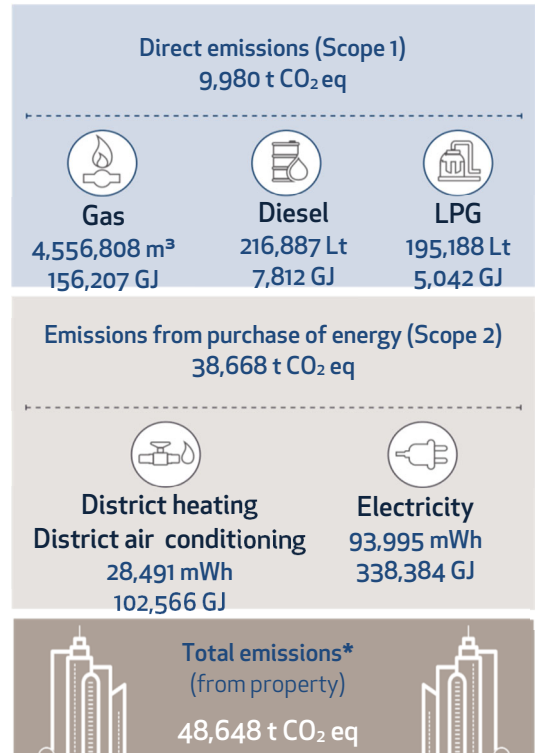 Direct emissions (Scope 1)
9,980 t CO₂ eq
Gas
4,556,808 m³
156,207 GJ
Diesel
216,887 Lt
7,812 GJ
LPG
195,188 Lt
5,042 GJ
Emissions from purchase of energy (Scope 2)
38,668 t CO₂ eq
District heating
District air conditioning
28,491 mWh
102,566 GJ
Electricity
93,995 mWh
338,384 GJ
Total emissions*
(from property)
48,648 t CO₂ eq